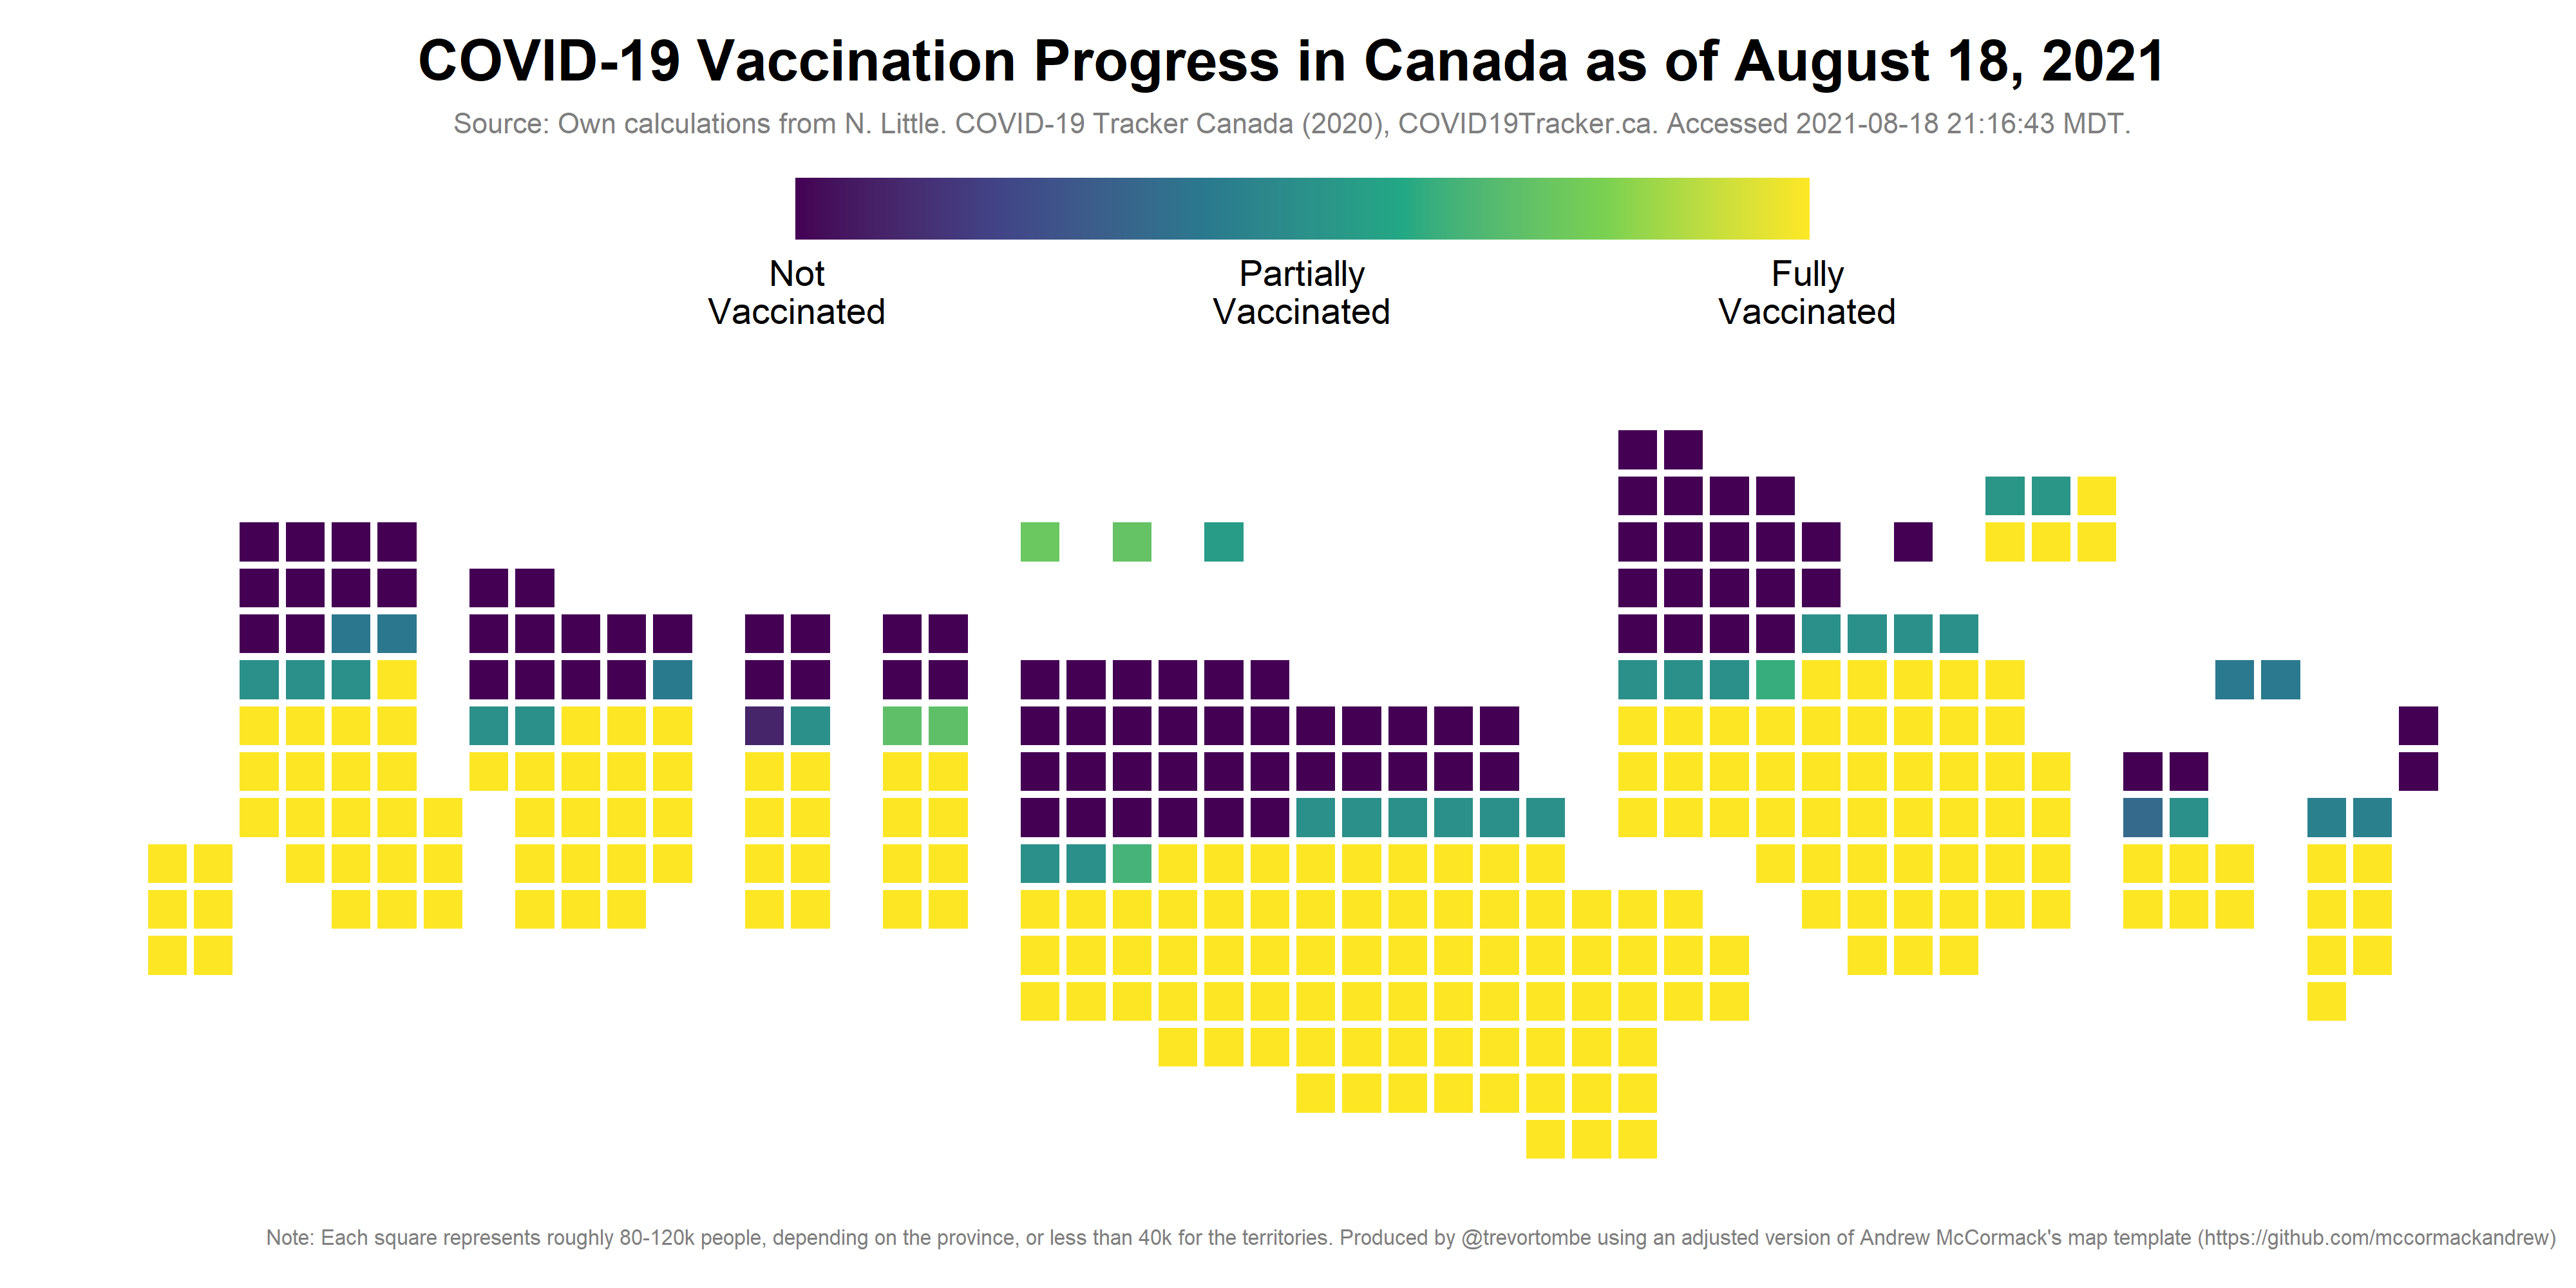 COVID-19 Vaccination Progress in Canada as of August 18, 2021
Source: Own calculations from N. Little. COVID-19 Tracker Canada (2020), COVID19Tracker.ca. Accessed 2021-08-18 21:16:43 MDT.
Not
Vaccinated
Partially
Vaccinated
Fully
Vaccinated
Note: Each square represents roughly 80-120k people, depending on the province, or less than 40k for the territories. Produced by @trevortombe using an adjusted version of Andrew McCormack's map template (https://github.com/mccormackandrew)